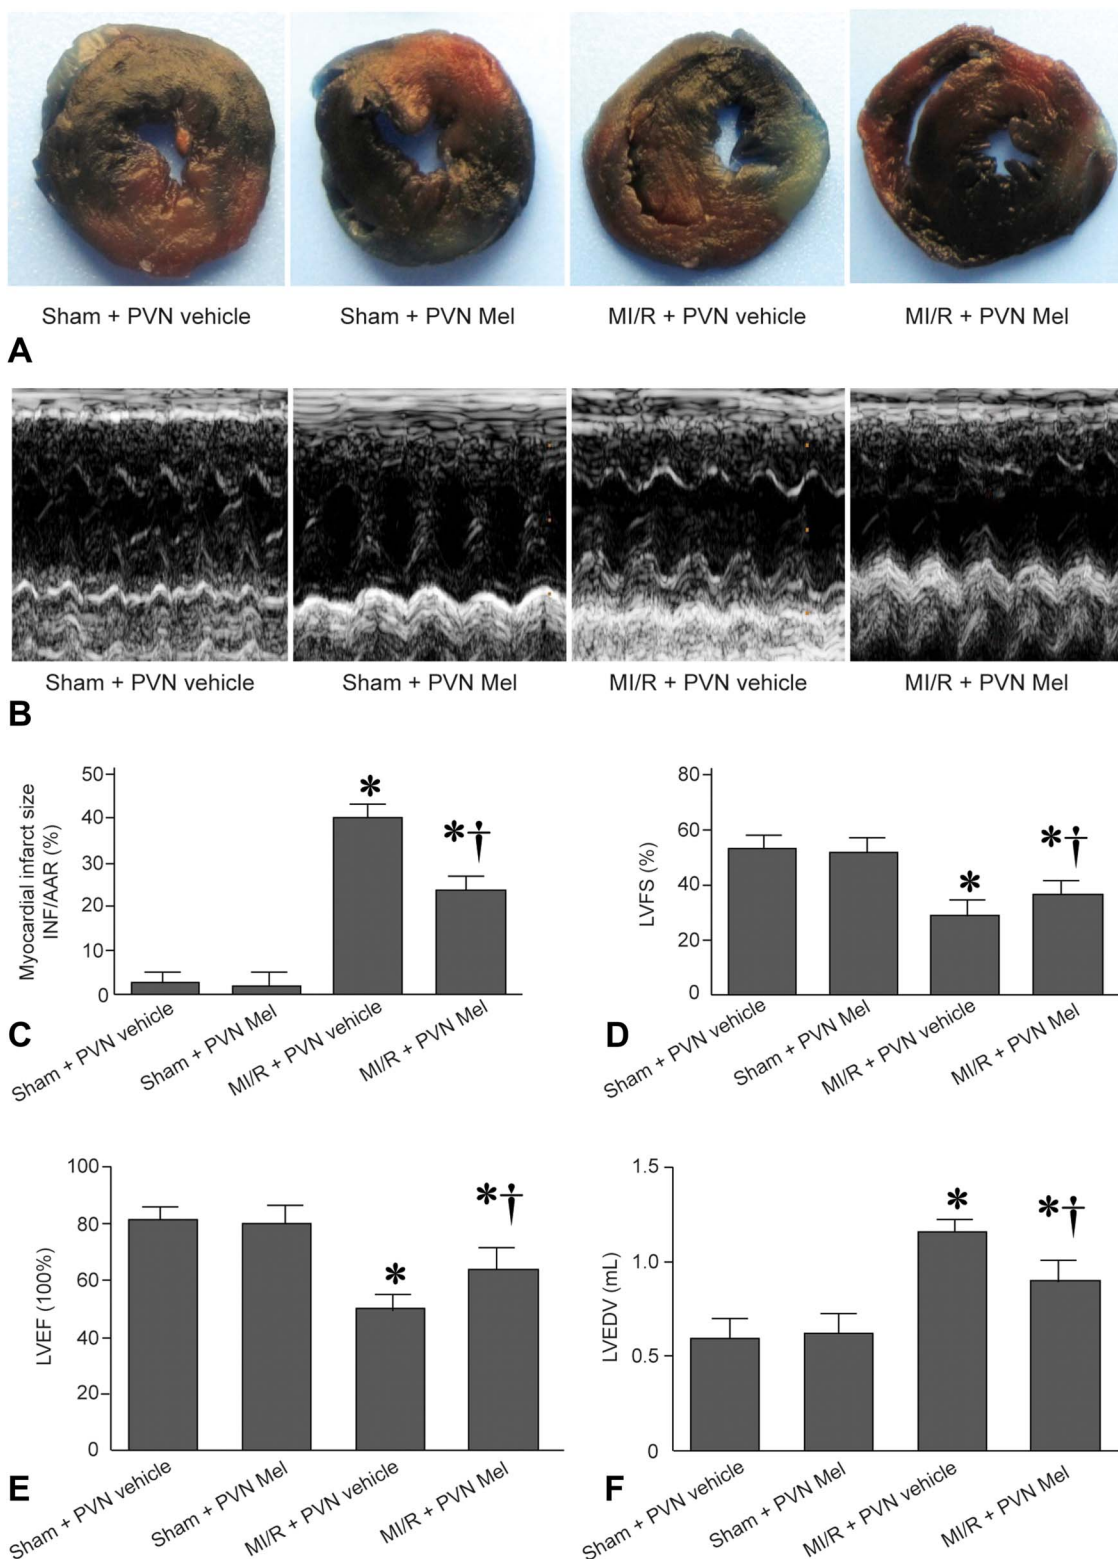 Sham + PVN vehicle
Sham + PVN Mel
MI/R + PVN vehicle
MI/R + PVN Mel
A
Sham + PVN vehicle
Sham + PVN Mel
MI/R + PVN vehicle
MI/R + PVN Mel
B
Myocardial infarct size
INF/AAR (%)
50
40
30
20
10
0
*
*†
Sham + PVN vehicle
Sham + PVN Mel
MI/R + PVN vehicle
MI/R + PVN Mel
C
LVFS (%)
80
60
40
20
0
*
*†
Sham + PVN vehicle
Sham + PVN Mel
MI/R + PVN vehicle
MI/R + PVN Mel
D
LVEF (100%)
100
80
60
40
20
0
*
*†
Sham + PVN vehicle
Sham + PVN Mel
MI/R + PVN vehicle
MI/R + PVN Mel
E
LVEDV (mL)
1.5
1.0
0.5
0
*
*†
Sham + PVN vehicle
Sham + PVN Mel
MI/R + PVN vehicle
MI/R + PVN Mel
F